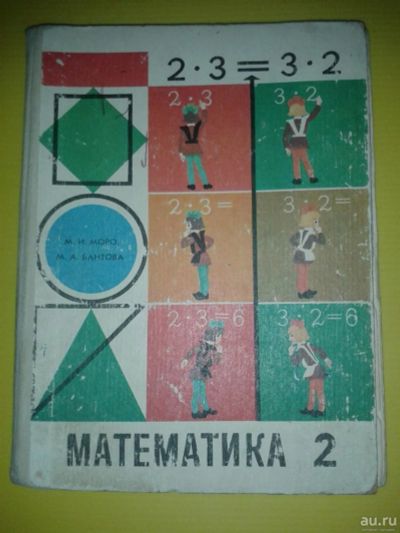 2·3=3·2
2·3
3·2
2·3=
3·2=
М. И. МОРО,
М. А. БАНТОВА
2·3=6
3·2=6
МАТЕМАТИКА 2
au.ru